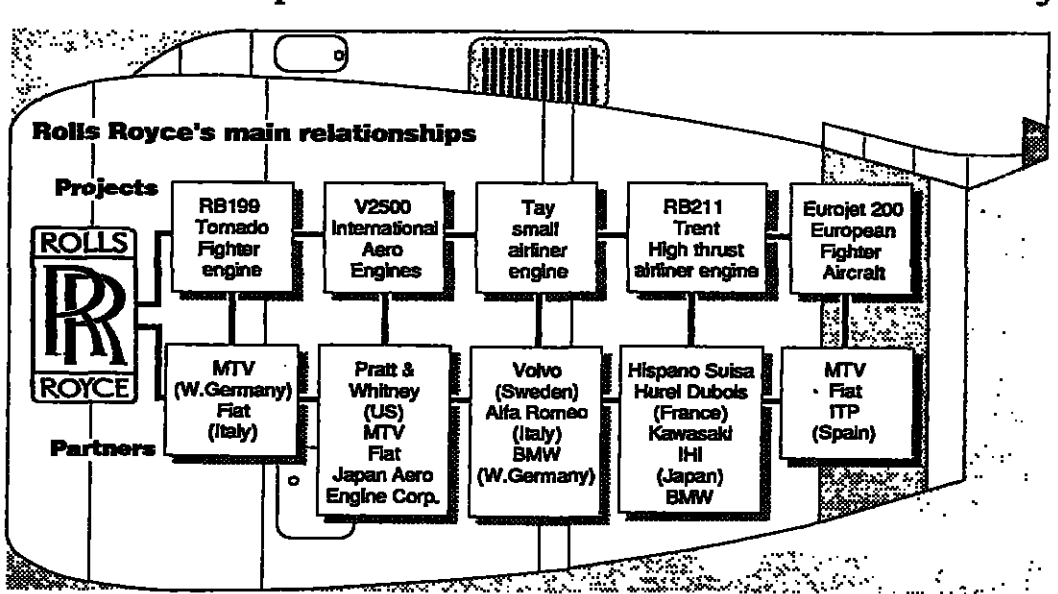 Rolls Royce's main relationships
Projects
ROLLS
RR
ROYCE
Partners
RB199
Tornado
Fighter
engine
V2500
International
Aero
Engines
Tay
small
airliner
engine
RB211
Trent
High thrust
airliner engine
Eurojet 200
European
Fighter
Aircraft
MTV
(W.Germany)
Fiat
(Italy)
Pratt &
Whitney
(US)
MTV
Fiat
Japan Aero
Engine Corp.
Volvo
(Sweden)
Alfa Romeo
(Italy)
BMW
(W.Germany)
Hispano Suisa
Hurel Dubois
(France)
Kawasaki
IHI
(Japan)
BMW
MTV
Fiat
ITP
(Spain)